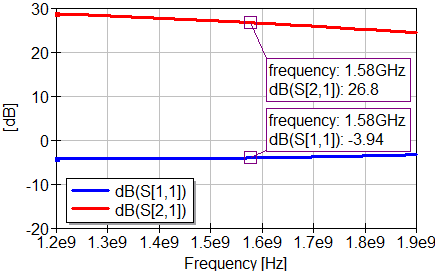 30
20
10
0
-10
-20
[dB]
frequency: 1.58GHz
dB(S[2,1]): 26.8
frequency: 1.58GHz
dB(S[1,1]): -3.94
dB(S[1,1])
dB(S[2,1])
1.2e9 1.3e9 1.4e9 1.5e9 1.6e9 1.7e9 1.8e9 1.9e9
Frequency [Hz]